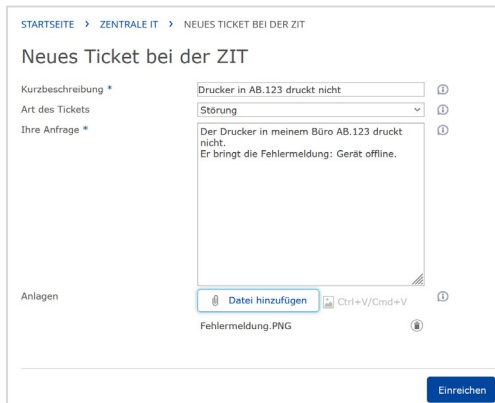 STARTSEITE > ZENTRALE IT > NEUES TICKET BEI DER ZIT
Neues Ticket bei der ZIT
Kurzbeschreibung * Drucker in AB.123 druckt nicht
Art des Tickets Störung
Ihre Anfrage * Der Drucker in meinem Büro AB.123 druckt
nicht.
Er bringt die Fehlermeldung: Gerät offline.
Anlagen Datei hinzufügen Ctrl+V/Cmd+V
Fehlermeldung.PNG
Einreichen